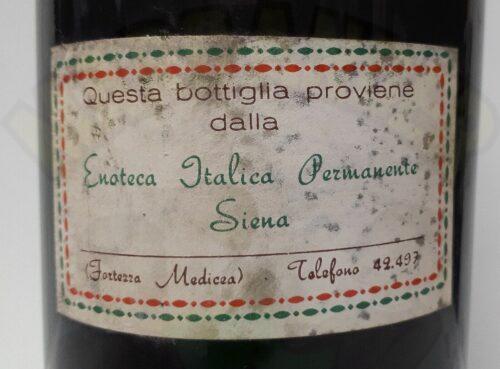 Questa bottiglia proviene
dalla
Enoteca Italica Permanente
Siena
(Fortezza Medicea) Telefono 42.497